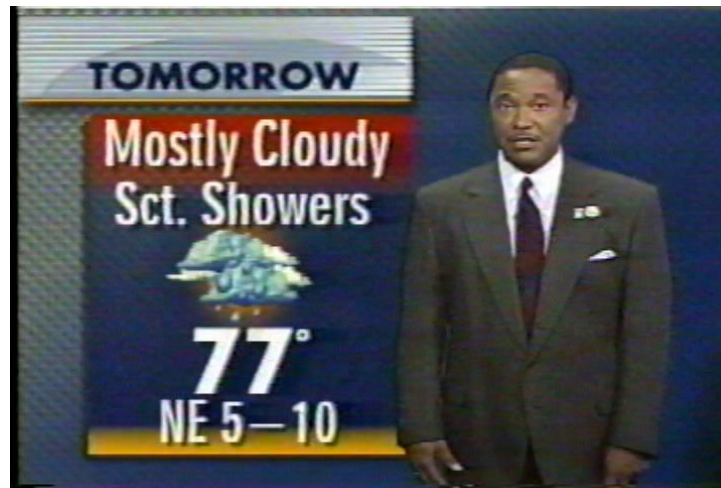 TOMORROW
Mostly Cloudy
Sct. Showers
77°
NE 5–10